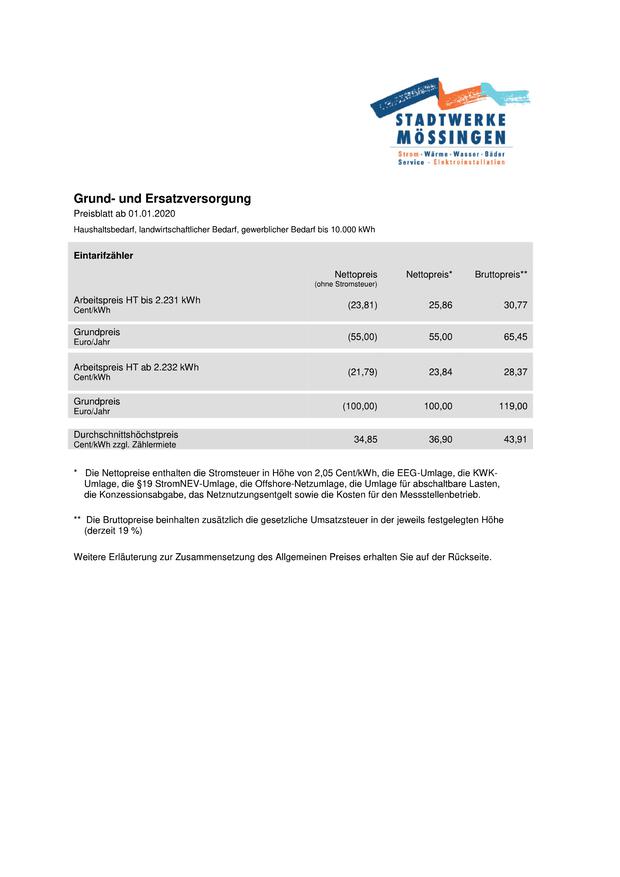 STADTWERKE
MÖSSINGEN
Strom · Wärme · Wasser · Bäder
Service · Elektroinstallation
Grund- und Ersatzversorgung
Preisblatt ab 01.01.2020
Haushaltsbedarf, landwirtschaftlicher Bedarf, gewerblicher Bedarf bis 10.000 kWh
Eintarifzähler
Nettopreis Nettopreis* Bruttopreis**
(ohne Stromsteuer)
Arbeitspreis HT bis 2.231 kWh (23,81) 25,86 30,77
Cent/kWh
Grundpreis (55,00) 55,00 65,45
Euro/Jahr
Arbeitspreis HT ab 2.232 kWh (21,79) 23,84 28,37
Cent/kWh
Grundpreis (100,00) 100,00 119,00
Euro/Jahr
Durchschnittshöchstpreis 34,85 36,90 43,91
Cent/kWh zzgl. Zählermiete
* Die Nettopreise enthalten die Stromsteuer in Höhe von 2,05 Cent/kWh, die EEG-Umlage, die KWK-
Umlage, die §19 StromNEV-Umlage, die Offshore-Netzumlage, die Umlage für abschaltbare Lasten,
die Konzessionsabgabe, das Netznutzungsentgelt sowie die Kosten für den Messstellenbetrieb.
** Die Bruttopreise beinhalten zusätzlich die gesetzliche Umsatzsteuer in der jeweils festgelegten Höhe
(derzeit 19 %)
Weitere Erläuterung zur Zusammensetzung des Allgemeinen Preises erhalten Sie auf der Rückseite.